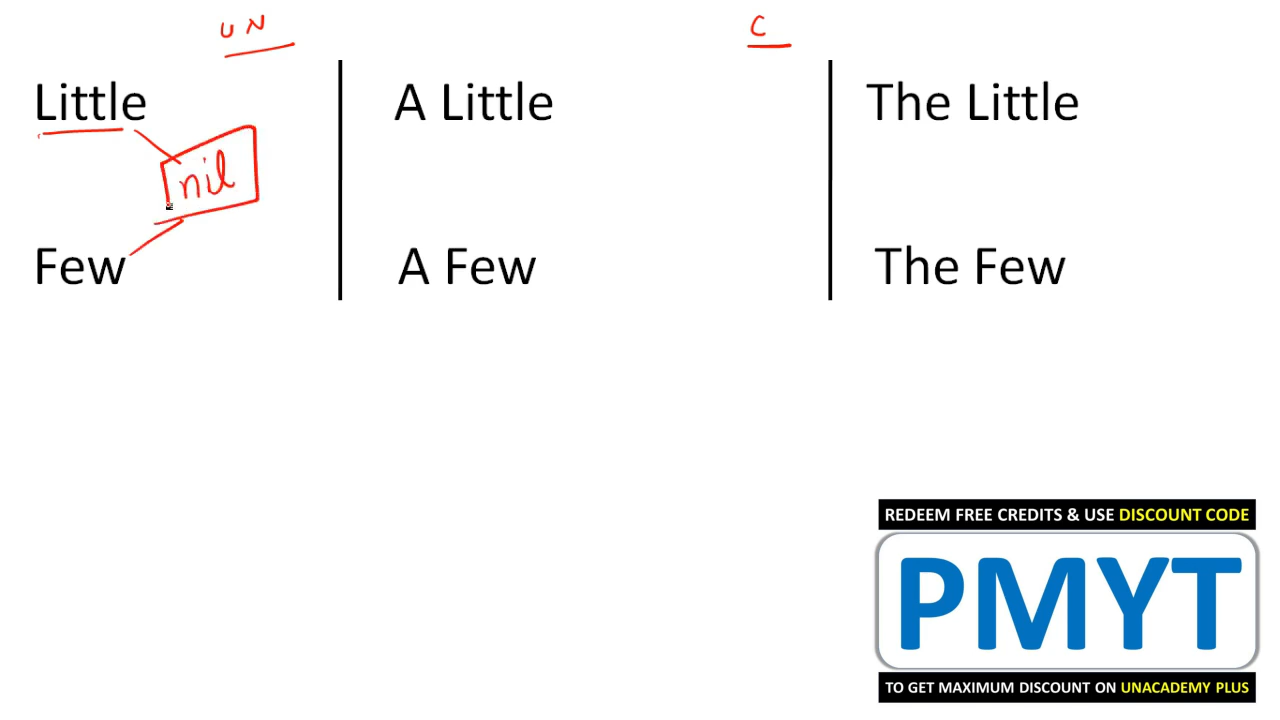 UN
C
Little
A Little
The Little
nil
Few
A Few
The Few
REDEEM FREE CREDITS & USE DISCOUNT CODE
PMYT
TO GET MAXIMUM DISCOUNT ON UNACADEMY PLUS